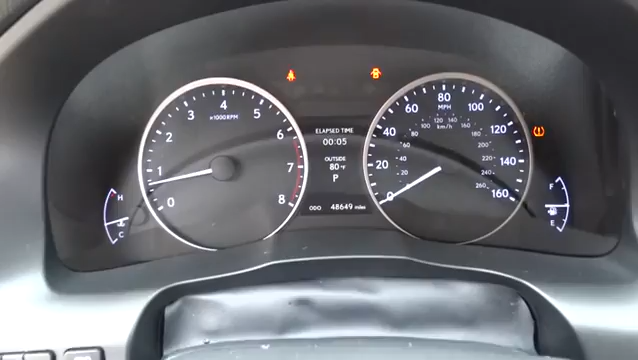 0 1 2 3 4 5 6 7 8
x1000RPM
H
C
ELAPSED TIME
00:05
OUTSIDE
80°F
P
ODO 48649 miles
0 20 40 60 80 100 120 140 160
MPH
20 40 60 80 100 120 140 160 180 200 220 240 260
km/h
F
E